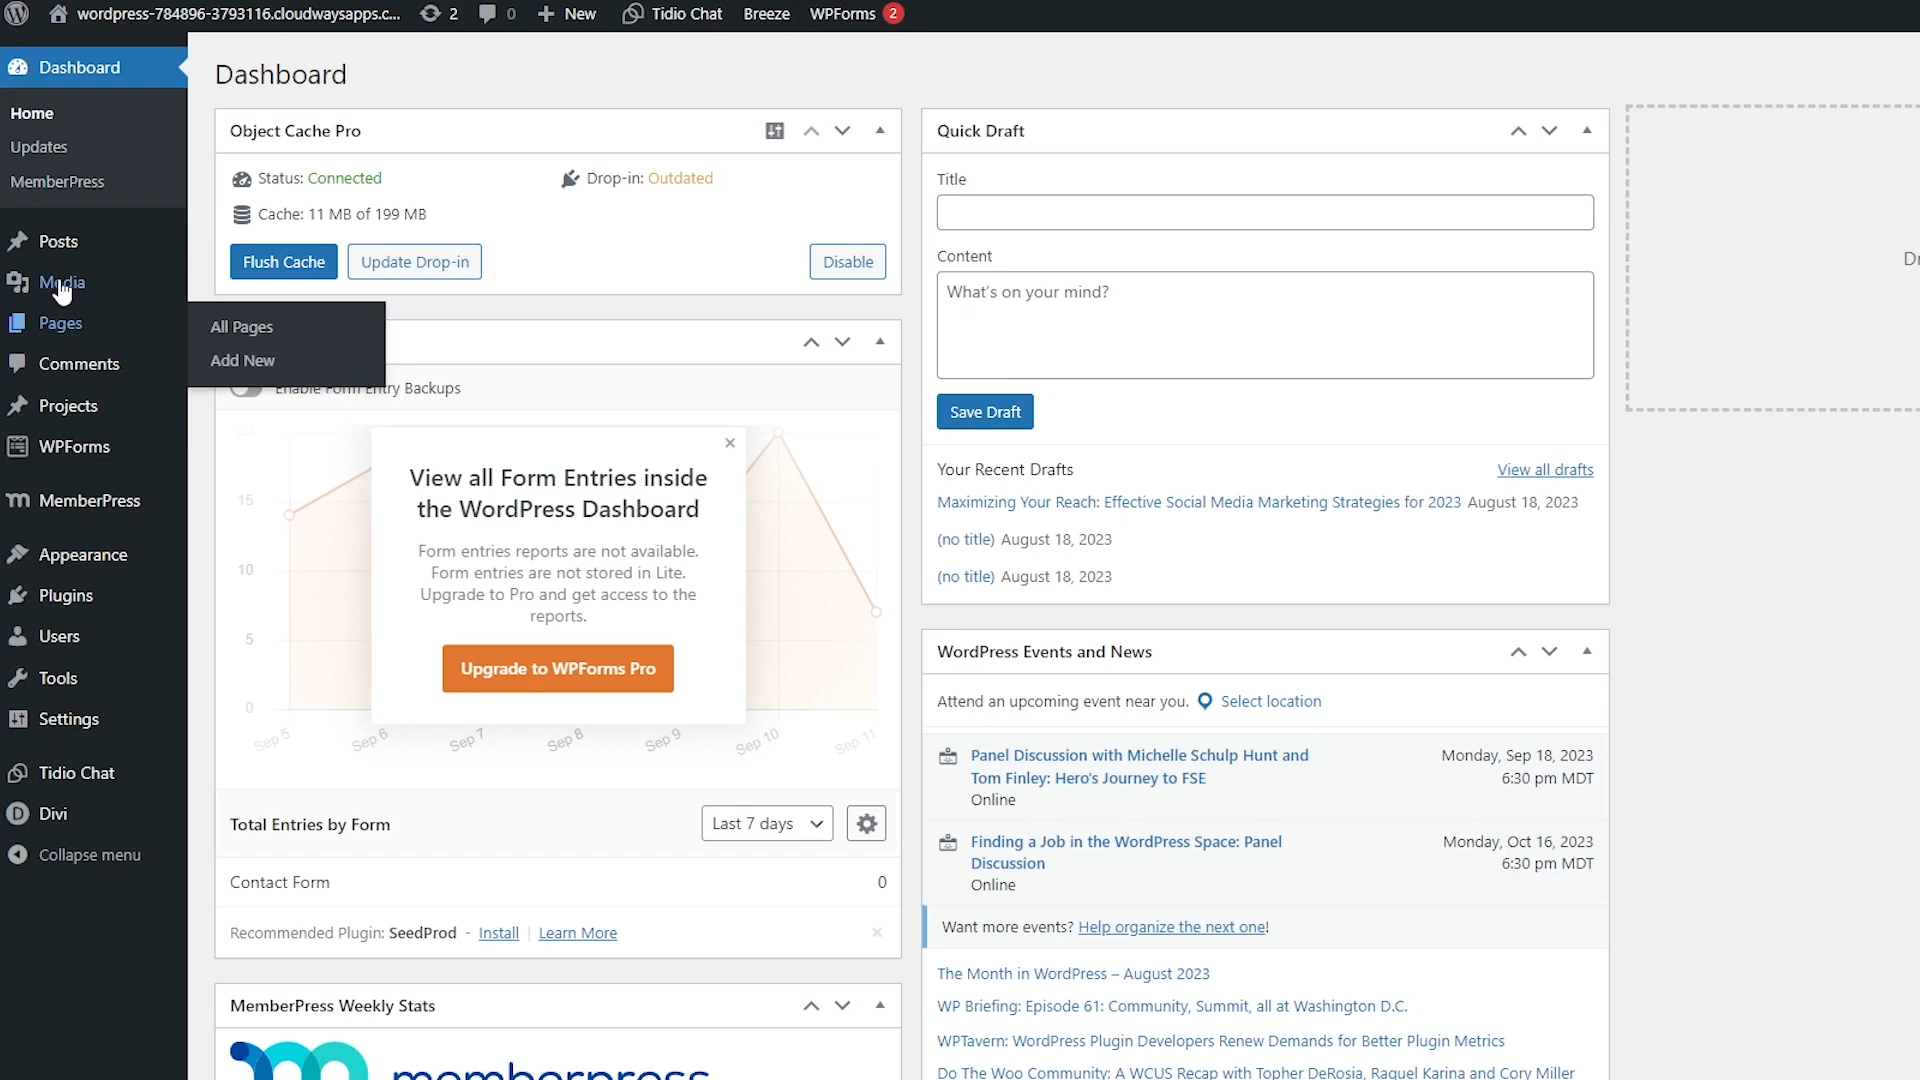 wordpress-784896-3793116.cloudwaysapps.c... 2 0 New Tidio Chat Breeze WPForms 2
Dashboard
Home
Updates
MemberPress
Posts
Media
Pages
Comments
Projects
WPForms
MemberPress
Appearance
Plugins
Users
Tools
Settings
Tidio Chat
Divi
Collapse menu
All Pages
Add New
Dashboard
Object Cache Pro
Status: Connected
Drop-in: Outdated
Cache: 11 MB of 199 MB
Flush Cache
Update Drop-in
Disable
Enable Form Entry Backups
20
15
10
5
0
Sep 5
Sep 6
Sep 7
Sep 8
Sep 9
Sep 10
Sep 11
View all Form Entries inside
the WordPress Dashboard
Form entries reports are not available.
Form entries are not stored in Lite.
Upgrade to Pro and get access to the
reports.
Upgrade to WPForms Pro
Total Entries by Form
Last 7 days
Contact Form 0
Recommended Plugin: SeedProd - Install | Learn More
MemberPress Weekly Stats
memberpress
Quick Draft
Title
Content
What's on your mind?
Save Draft
Your Recent Drafts
View all drafts
Maximizing Your Reach: Effective Social Media Marketing Strategies for 2023 August 18, 2023
(no title) August 18, 2023
(no title) August 18, 2023
WordPress Events and News
Attend an upcoming event near you. Select location
Panel Discussion with Michelle Schulp Hunt and
Tom Finley: Hero's Journey to FSE
Online
Monday, Sep 18, 2023
6:30 pm MDT
Finding a Job in the WordPress Space: Panel
Discussion
Online
Monday, Oct 16, 2023
6:30 pm MDT
Want more events? Help organize the next one!
The Month in WordPress – August 2023
WP Briefing: Episode 61: Community, Summit, all at Washington D.C.
WPTavern: WordPress Plugin Developers Renew Demands for Better Plugin Metrics
Do The Woo Community: A WCUS Recap with Topher DeRosia, Raquel Karina and Cory Miller